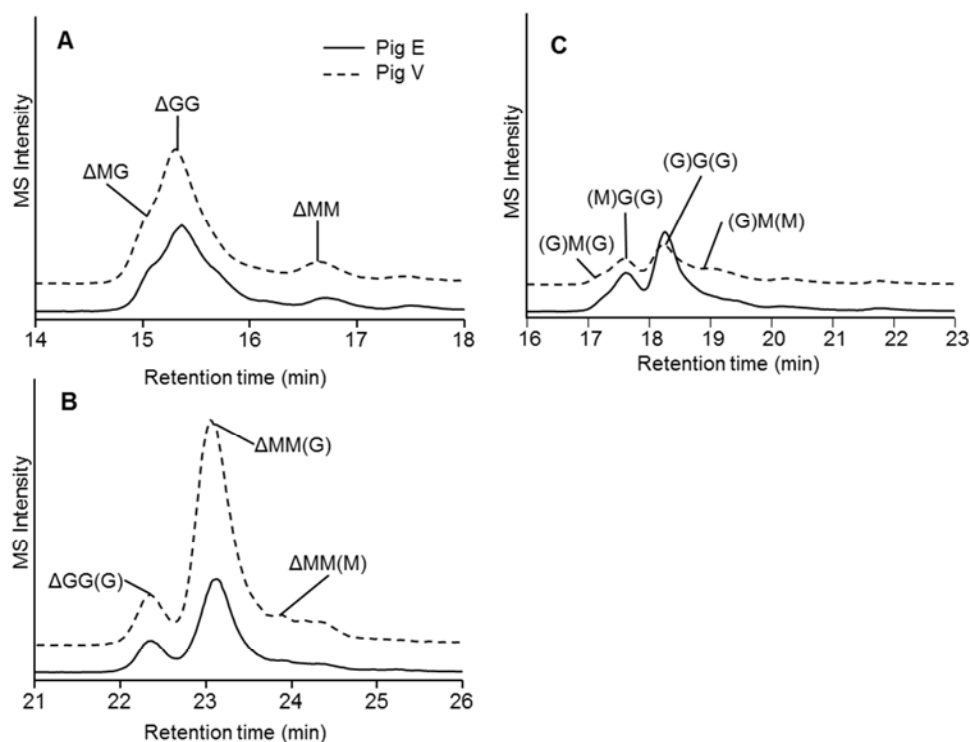 A
Pig E
Pig V
ΔGG
ΔMG
ΔMM
MS Intensity
14 15 16 17 18
Retention time (min)
C
(G)G(G)
(M)G(G)
(G)M(G)
(G)M(M)
MS Intensity
16 17 18 19 20 21 22 23
Retention time (min)
B
ΔMM(G)
ΔGG(G)
ΔMM(M)
MS Intensity
21 22 23 24 25 26
Retention time (min)